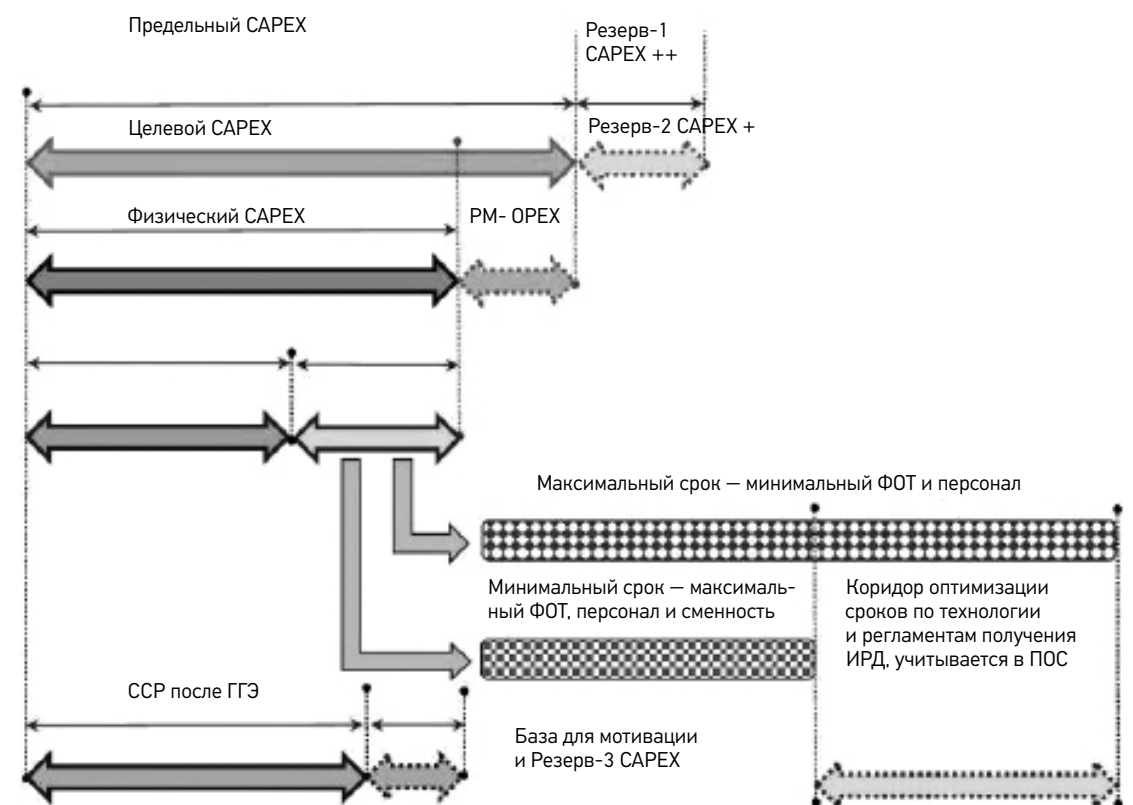 Предельный CAPEX
Резерв-1
CAPEX ++
Целевой CAPEX
Резерв-2 CAPEX +
Физический CAPEX
PM- OPEX
Максимальный срок — минимальный ФОТ и персонал
Минимальный срок — максималь-
ный ФОТ, персонал и сменность
Коридор оптимизации
сроков по технологии
и регламентам получения
ИРД, учитывается в ПОС
ССР после ГГЭ
База для мотивации
и Резерв-3 CAPEX